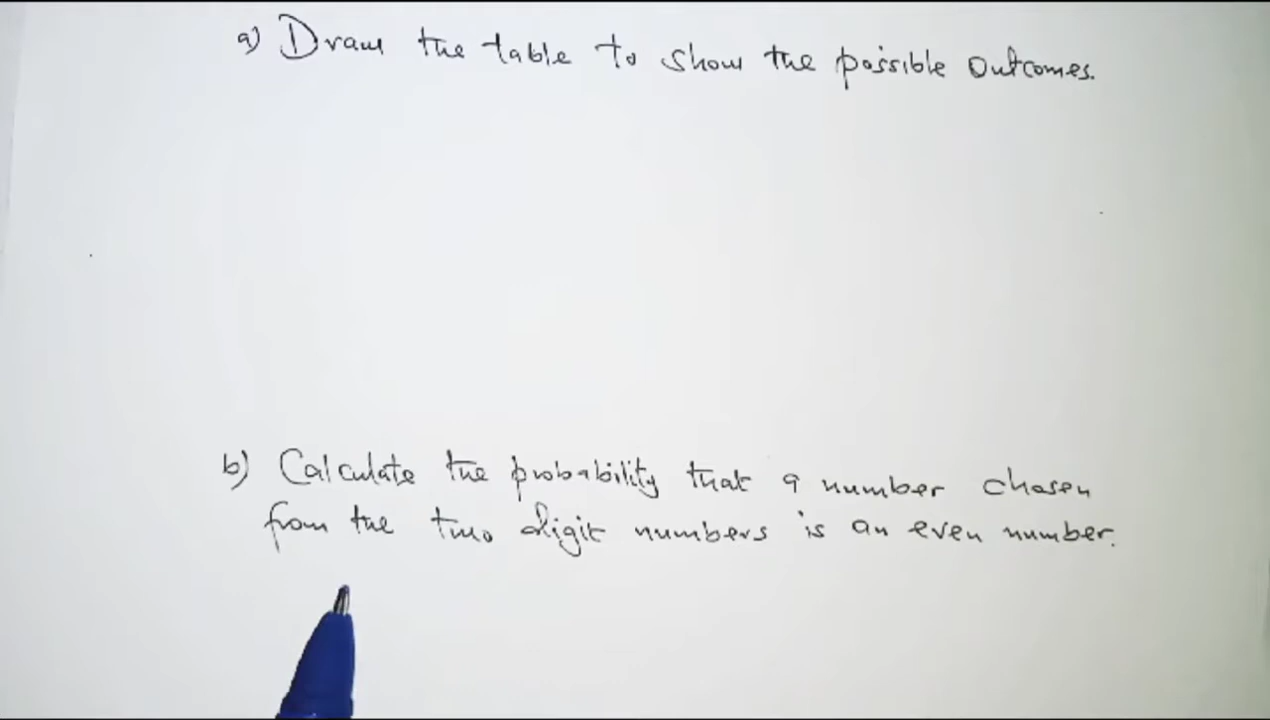 a) Draw the table to show the possible outcomes.
b) Calculate the probability that a number chosen
from the two digit numbers is an even number.